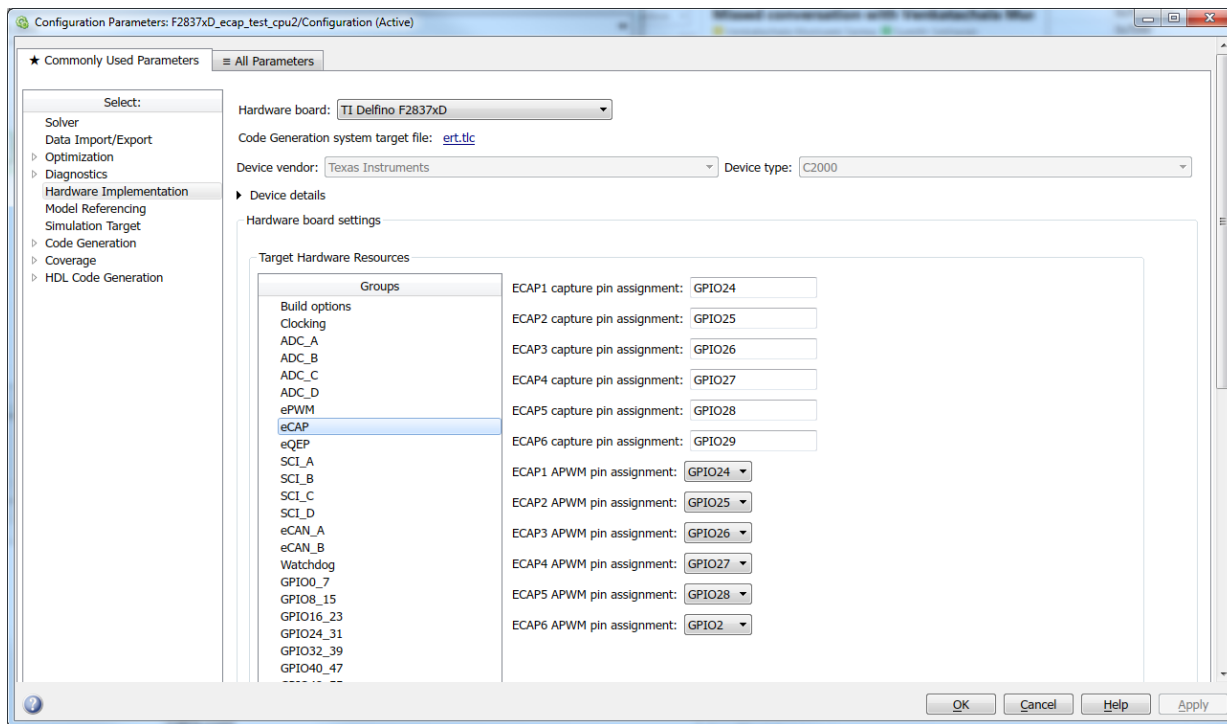 Configuration Parameters: F2837xD_ecap_test_cpu2/Configuration (Active)
★ Commonly Used Parameters
≡ All Parameters
Select:
Solver
Data Import/Export
Optimization
Diagnostics
Hardware Implementation
Model Referencing
Simulation Target
Code Generation
Coverage
HDL Code Generation
Hardware board: TI Delfino F2837xD
Code Generation system target file: ert.tlc
Device vendor: Texas Instruments Device type: C2000
Device details
Hardware board settings
Target Hardware Resources
Groups
Build options
Clocking
ADC_A
ADC_B
ADC_C
ADC_D
ePWM
eCAP
eQEP
SCI_A
SCI_B
SCI_C
SCI_D
eCAN_A
eCAN_B
Watchdog
GPIO0_7
GPIO8_15
GPIO16_23
GPIO24_31
GPIO32_39
GPIO40_47
ECAP1 capture pin assignment: GPIO24
ECAP2 capture pin assignment: GPIO25
ECAP3 capture pin assignment: GPIO26
ECAP4 capture pin assignment: GPIO27
ECAP5 capture pin assignment: GPIO28
ECAP6 capture pin assignment: GPIO29
ECAP1 APWM pin assignment: GPIO24
ECAP2 APWM pin assignment: GPIO25
ECAP3 APWM pin assignment: GPIO26
ECAP4 APWM pin assignment: GPIO27
ECAP5 APWM pin assignment: GPIO28
ECAP6 APWM pin assignment: GPIO2
OK Cancel Help Apply